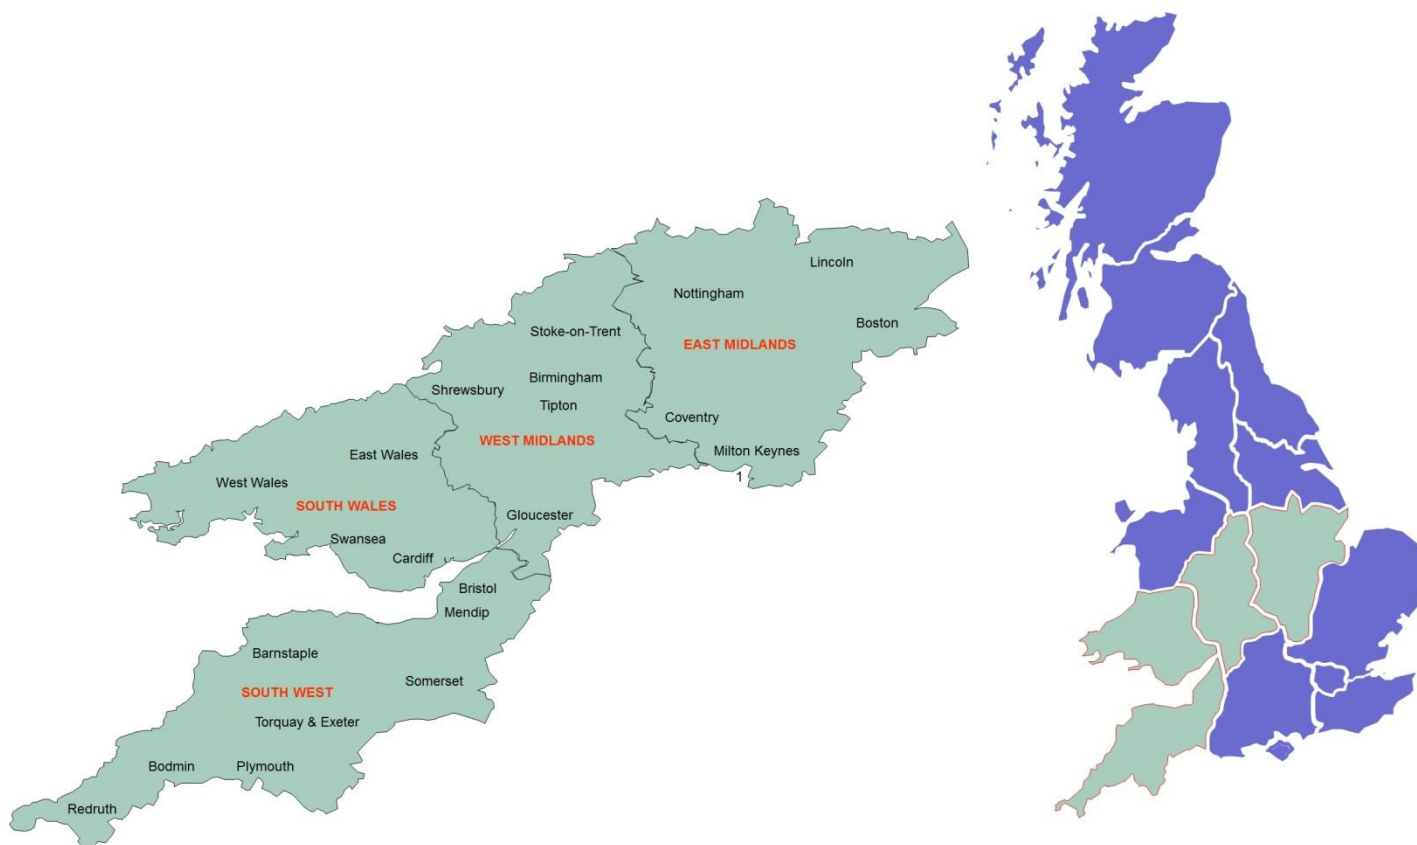 Lincoln
Nottingham
Boston
Stoke-on-Trent
EAST MIDLANDS
Birmingham
Shrewsbury
Tipton
Coventry
WEST MIDLANDS
Milton Keynes
1
East Wales
West Wales
SOUTH WALES
Gloucester
Swansea
Cardiff
Bristol
Mendip
Barnstaple
Somerset
SOUTH WEST
Torquay & Exeter
Bodmin
Plymouth
Redruth